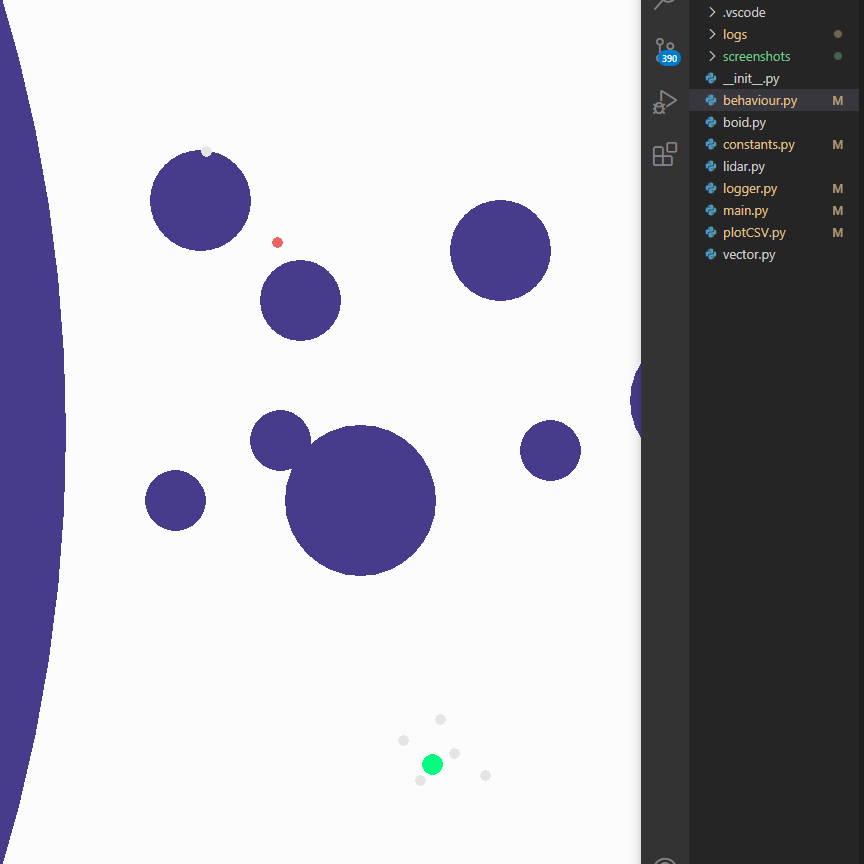 .vscode
logs
390
screenshots
__init__.py
behaviour.py M
boid.py
constants.py M
lidar.py
logger.py M
main.py M
plotCSV.py M
vector.py